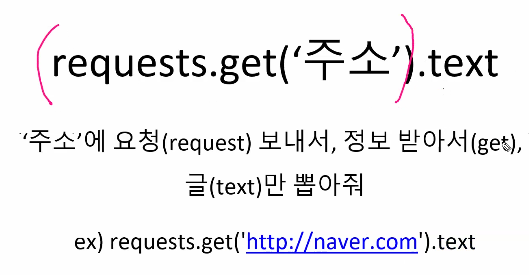 requests.get(‘주소’).text
‘주소’에 요청(request) 보내서, 정보 받아서(get),
글(text)만 뽑아줘
ex) requests.get('http://naver.com').text